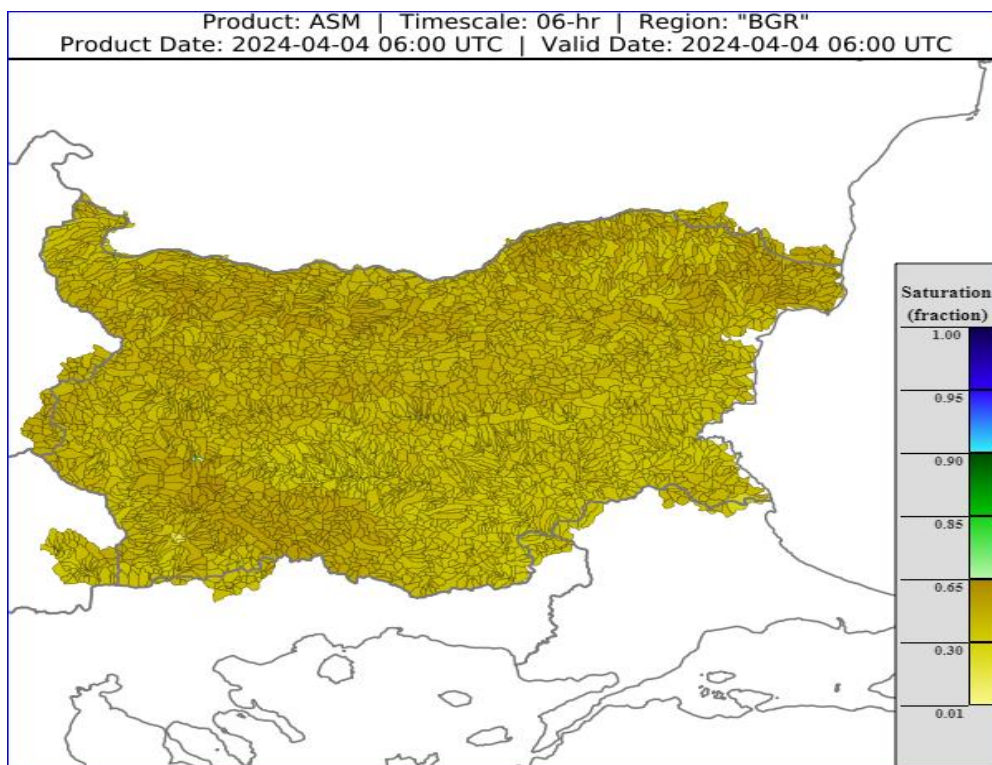 Product: ASM | Timescale: 06-hr | Region: "BGR"
Product Date: 2024-04-04 06:00 UTC | Valid Date: 2024-04-04 06:00 UTC
Saturation
(fraction)
1.00
0.95
0.90
0.85
0.65
0.30
0.01